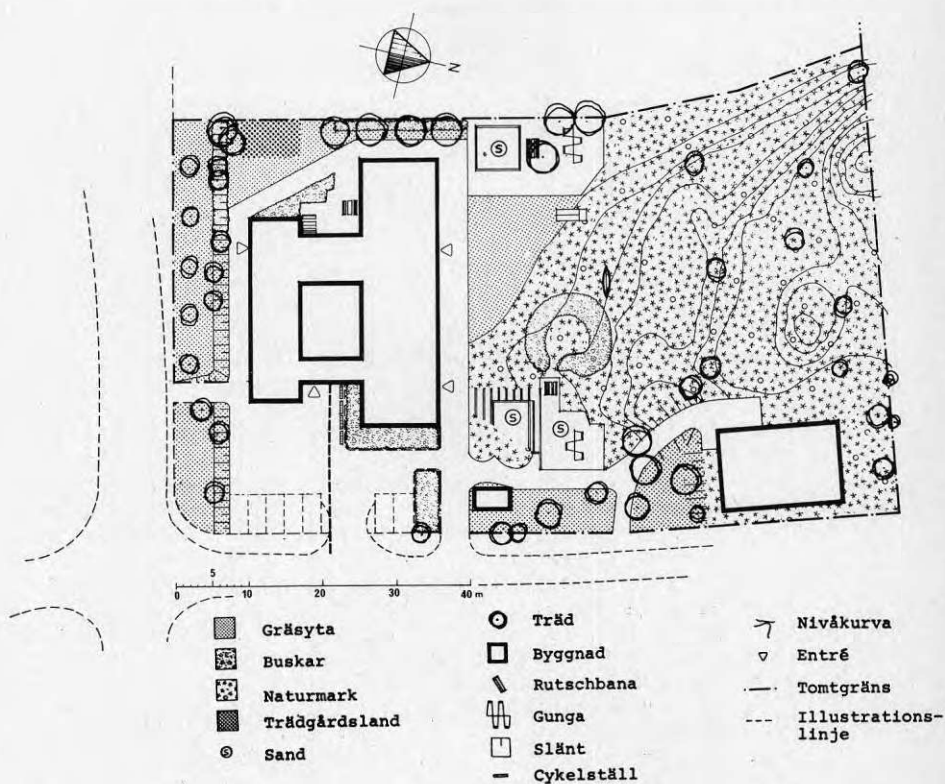 N
S
S
S
5
0 10 20 30 40 m
Gräsyta
Buskar
Naturmark
Trädgårdsland
S Sand
Träd
Byggnad
Rutschbana
Gunga
Slänt
Cykelställ
Nivåkurva
Entré
Tomtgräns
Illustrations-
linje